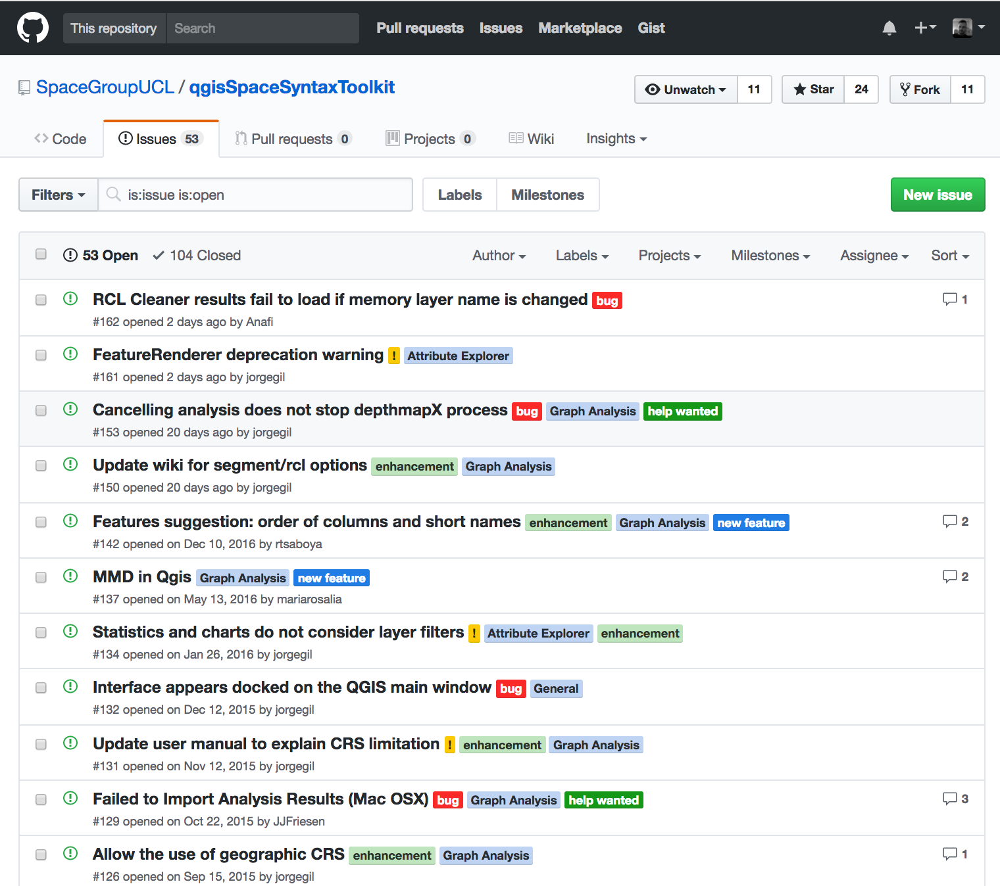 This repository Search Pull requests Issues Marketplace Gist
SpaceGroupUCL / qgisSpaceSyntaxToolkit Unwatch 11 Star 24 Fork 11
Code Issues 53 Pull requests 0 Projects 0 Wiki Insights
Filters is:issue is:open Labels Milestones New issue
53 Open 104 Closed Author Labels Projects Milestones Assignee Sort
RCL Cleaner results fail to load if memory layer name is changed bug 1
#162 opened 2 days ago by Anafi
FeatureRenderer deprecation warning ! Attribute Explorer
#161 opened 2 days ago by jorgegil
Cancelling analysis does not stop depthmapX process bug Graph Analysis help wanted
#153 opened 20 days ago by jorgegil
Update wiki for segment/rcl options enhancement Graph Analysis
#150 opened 20 days ago by jorgegil
Features suggestion: order of columns and short names enhancement Graph Analysis new feature 2
#142 opened on Dec 10, 2016 by rtsaboya
MMD in Qgis Graph Analysis new feature 2
#137 opened on May 13, 2016 by mariarosalia
Statistics and charts do not consider layer filters ! Attribute Explorer enhancement
#134 opened on Jan 26, 2016 by jorgegil
Interface appears docked on the QGIS main window bug General
#132 opened on Dec 12, 2015 by jorgegil
Update user manual to explain CRS limitation ! enhancement Graph Analysis
#131 opened on Nov 12, 2015 by jorgegil
Failed to Import Analysis Results (Mac OSX) bug Graph Analysis help wanted 3
#129 opened on Oct 22, 2015 by JJFriesen
Allow the use of geographic CRS enhancement Graph Analysis 1
#126 opened on Sep 15, 2015 by jorgegil